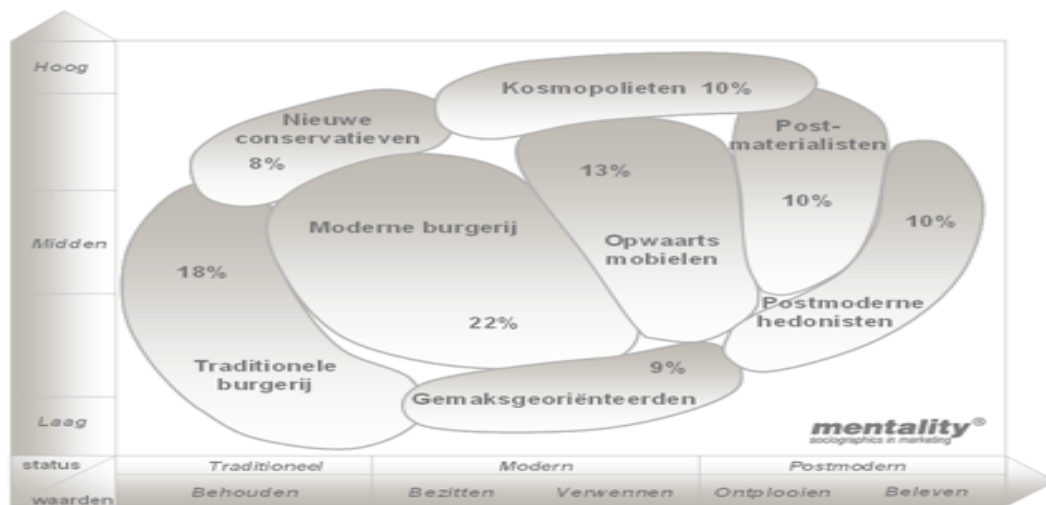 Hoog
Kosmopolieten 10%
Nieuwe
conservatieven
8%
Post-
materialisten
10%
13%
Opwaarts
mobielen
10%
Moderne burgerij
22%
Midden
18%
Postmoderne
hedonisten
Traditionele
burgerij
9%
Gemaksgeoriënteerden
Laag
mentality®
sociographics in marketing
status
Traditioneel
Modern
Postmodern
waarden
Behouden
Bezitten
Verwennen
Ontplooien
Beleven